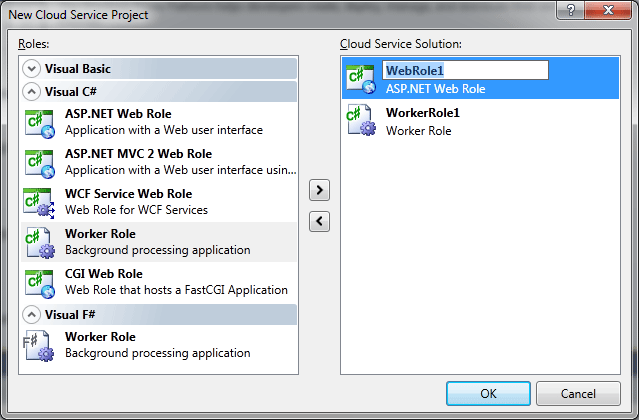 New Cloud Service Project
Roles:
Visual Basic
Visual C#
ASP.NET Web Role
Application with a Web user interface
ASP.NET MVC 2 Web Role
Application with a Web user interface usin...
WCF Service Web Role
Web Role for WCF Services
Worker Role
Background processing application
CGI Web Role
Web Role that hosts a FastCGI Application
Visual F#
Worker Role
Background processing application
Cloud Service Solution:
WebRole1
ASP.NET Web Role
WorkerRole1
Worker Role
OK
Cancel